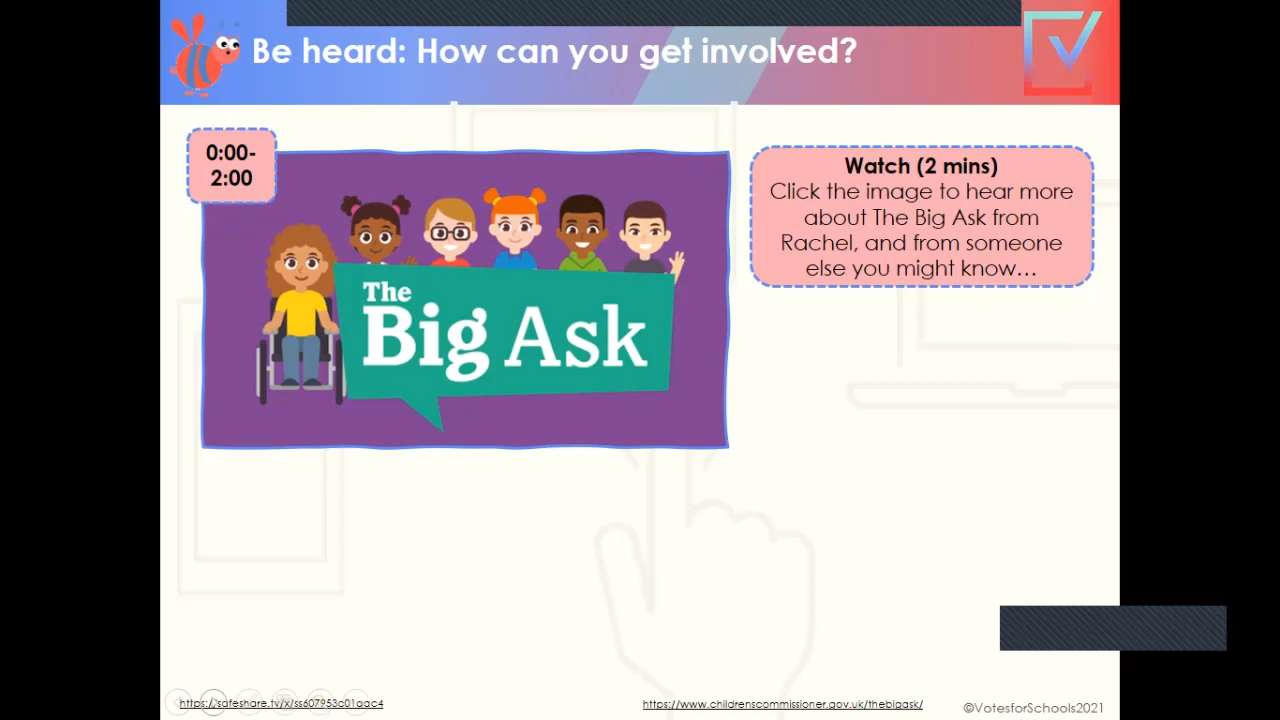 Be heard: How can you get involved?
0:00-
2:00
The
Big Ask
Watch (2 mins)
Click the image to hear more
about The Big Ask from
Rachel, and from someone
else you might know…
https://safeshare.tv/x/ss607953c01aac4
https://www.childrenscommissioner.gov.uk/thebigask/
©VotesforSchools2021